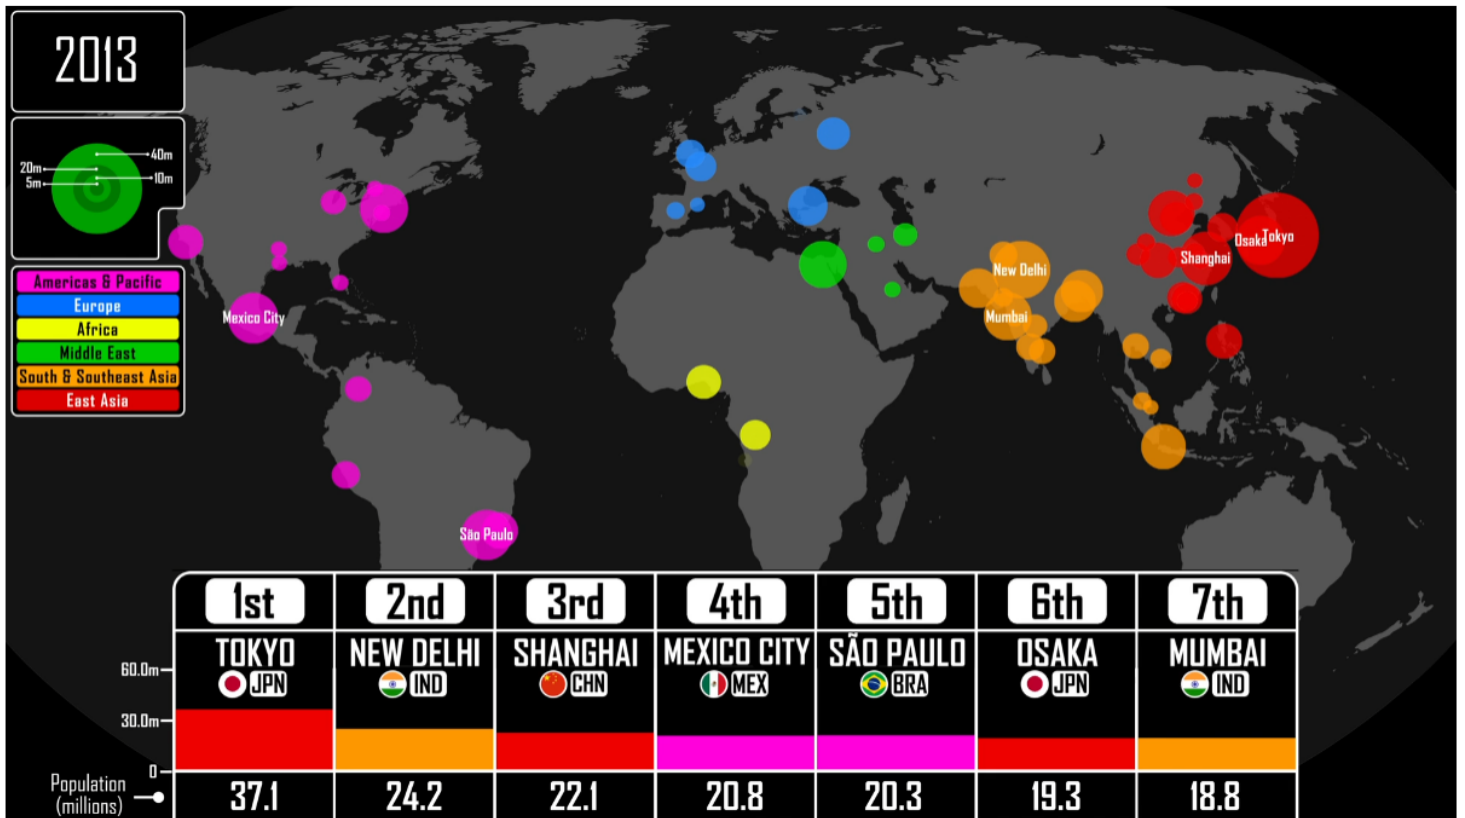 2013
40m
20m
10m
5m
Americas & Pacific
Europe
Africa
Middle East
South & Southeast Asia
East Asia
Mexico City
São Paulo
New Delhi
Mumbai
Shanghai
Osaka
Tokyo
1st 2nd 3rd 4th 5th 6th 7th
TOKYO NEW DELHI SHANGHAI MEXICO CITY SÃO PAULO OSAKA MUMBAI
JPN IND CHN MEX BRA JPN IND
60.0m
30.0m
0
Population
(millions)
37.1 24.2 22.1 20.8 20.3 19.3 18.8